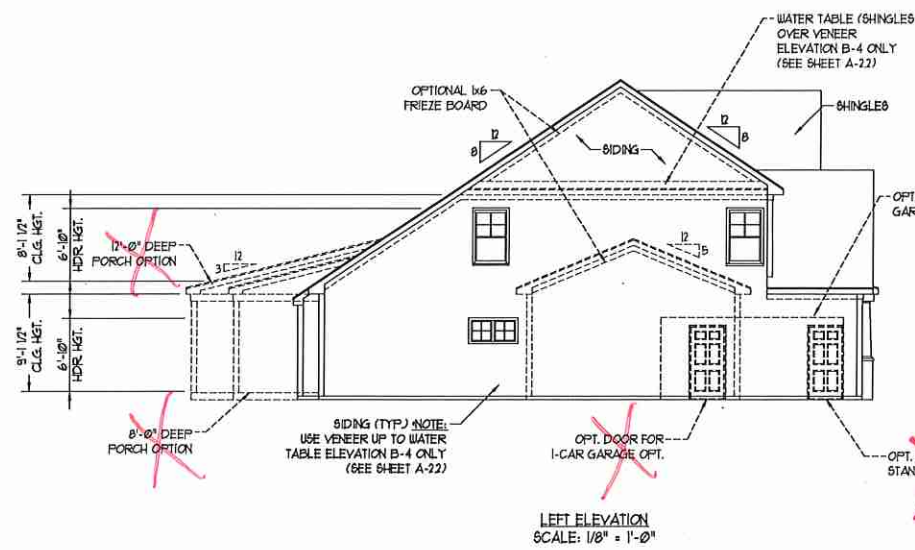 WATER TABLE (SHINGLES
OVER VENEER
ELEVATION B-4 ONLY
(SEE SHEET A-2.2)
OPTIONAL 1x6
FRIEZE BOARD
SHINGLES
12
8
12
8
SIDING
OPT
GAR
8'-1 1/2"
CLG. HGT.
6'-10"
HDR. HGT.
12'-0" DEEP
PORCH OPTION
12
3
12
5
9'-1 1/2"
CLG. HGT.
6'-10"
HDR. HGT.
8'-0" DEEP
PORCH OPTION
SIDING (TYP.) NOTE:
USE VENEER UP TO WATER
TABLE ELEVATION B-4 ONLY
(SEE SHEET A-2.2)
OPT. DOOR FOR
1-CAR GARAGE OPT.
OPT.
STAN
LEFT ELEVATION
SCALE: 1/8" = 1'-0"